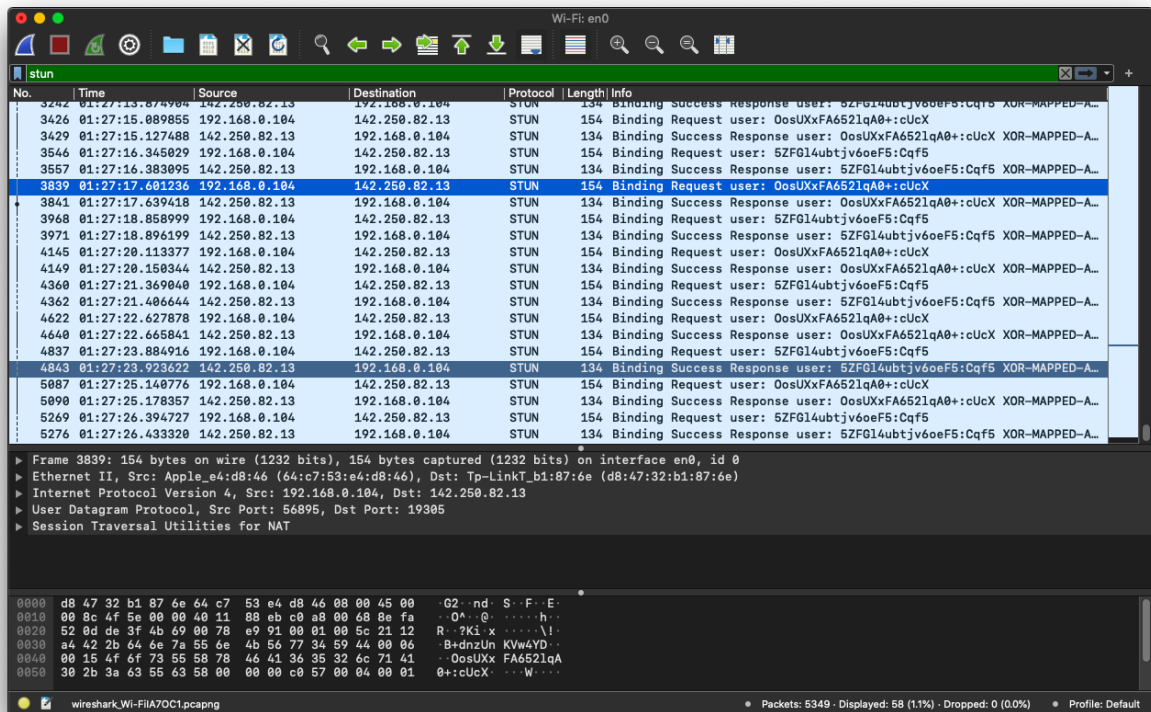 Wi-Fi: en0
stun
No. Time Source Destination Protocol Length Info
3242 01:27:13.874904 142.250.82.13 192.168.0.104 STUN 134 Binding Success Response user: 5ZFGl4ubtjv6oeF5:Cqf5 XOR-MAPPED-A…
3426 01:27:15.089855 192.168.0.104 142.250.82.13 STUN 154 Binding Request user: OosUXxFA652lqA0+:cUcX
3429 01:27:15.127488 142.250.82.13 192.168.0.104 STUN 134 Binding Success Response user: OosUXxFA652lqA0+:cUcX XOR-MAPPED-A…
3546 01:27:16.345029 192.168.0.104 142.250.82.13 STUN 154 Binding Request user: 5ZFGl4ubtjv6oeF5:Cqf5
3557 01:27:16.383095 142.250.82.13 192.168.0.104 STUN 134 Binding Success Response user: 5ZFGl4ubtjv6oeF5:Cqf5 XOR-MAPPED-A…
3839 01:27:17.601236 192.168.0.104 142.250.82.13 STUN 154 Binding Request user: OosUXxFA652lqA0+:cUcX
3841 01:27:17.639418 142.250.82.13 192.168.0.104 STUN 134 Binding Success Response user: OosUXxFA652lqA0+:cUcX XOR-MAPPED-A…
3968 01:27:18.858999 192.168.0.104 142.250.82.13 STUN 154 Binding Request user: 5ZFGl4ubtjv6oeF5:Cqf5
3971 01:27:18.896199 142.250.82.13 192.168.0.104 STUN 134 Binding Success Response user: 5ZFGl4ubtjv6oeF5:Cqf5 XOR-MAPPED-A…
4145 01:27:20.113377 192.168.0.104 142.250.82.13 STUN 154 Binding Request user: OosUXxFA652lqA0+:cUcX
4149 01:27:20.150344 142.250.82.13 192.168.0.104 STUN 134 Binding Success Response user: OosUXxFA652lqA0+:cUcX XOR-MAPPED-A…
4360 01:27:21.369040 192.168.0.104 142.250.82.13 STUN 154 Binding Request user: 5ZFGl4ubtjv6oeF5:Cqf5
4362 01:27:21.406644 142.250.82.13 192.168.0.104 STUN 134 Binding Success Response user: 5ZFGl4ubtjv6oeF5:Cqf5 XOR-MAPPED-A…
4622 01:27:22.627878 192.168.0.104 142.250.82.13 STUN 154 Binding Request user: OosUXxFA652lqA0+:cUcX
4640 01:27:22.665841 142.250.82.13 192.168.0.104 STUN 134 Binding Success Response user: OosUXxFA652lqA0+:cUcX XOR-MAPPED-A…
4837 01:27:23.884916 192.168.0.104 142.250.82.13 STUN 154 Binding Request user: 5ZFGl4ubtjv6oeF5:Cqf5
4843 01:27:23.923622 142.250.82.13 192.168.0.104 STUN 134 Binding Success Response user: 5ZFGl4ubtjv6oeF5:Cqf5 XOR-MAPPED-A…
5087 01:27:25.140776 192.168.0.104 142.250.82.13 STUN 154 Binding Request user: OosUXxFA652lqA0+:cUcX
5090 01:27:25.178357 142.250.82.13 192.168.0.104 STUN 134 Binding Success Response user: OosUXxFA652lqA0+:cUcX XOR-MAPPED-A…
5269 01:27:26.394727 192.168.0.104 142.250.82.13 STUN 154 Binding Request user: 5ZFGl4ubtjv6oeF5:Cqf5
5276 01:27:26.433320 142.250.82.13 192.168.0.104 STUN 134 Binding Success Response user: 5ZFGl4ubtjv6oeF5:Cqf5 XOR-MAPPED-A…
Frame 3839: 154 bytes on wire (1232 bits), 154 bytes captured (1232 bits) on interface en0, id 0
Ethernet II, Src: Apple_e4:d8:46 (64:c7:53:e4:d8:46), Dst: Tp-LinkT_b1:87:6e (d8:47:32:b1:87:6e)
Internet Protocol Version 4, Src: 192.168.0.104, Dst: 142.250.82.13
User Datagram Protocol, Src Port: 56895, Dst Port: 19305
Session Traversal Utilities for NAT
0000 d8 47 32 b1 87 6e 64 c7 53 e4 d8 46 08 00 45 00 ·G2··nd· S··F··E·
0010 00 8c 4f 5e 00 00 40 11 88 eb c0 a8 00 68 8e fa ··O^··@· ·····h··
0020 52 0d de 3f 4b 69 00 78 e9 91 00 01 00 5c 21 12 R··?Ki·x ·····\!·
0030 a4 42 2b 64 6e 7a 55 6e 4b 56 77 34 59 44 00 06 ·B+dnzUn KVw4YD··
0040 00 15 4f 6f 73 55 58 78 46 41 36 35 32 6c 71 41 ··OosUXx FA652lqA
0050 30 2b 3a 63 55 63 58 00 00 00 c0 57 00 04 00 01 0+:cUcX· ···W····
wireshark_Wi-FiIA7OC1.pcapng Packets: 5349 · Displayed: 58 (1.1%) · Dropped: 0 (0.0%) Profile: Default